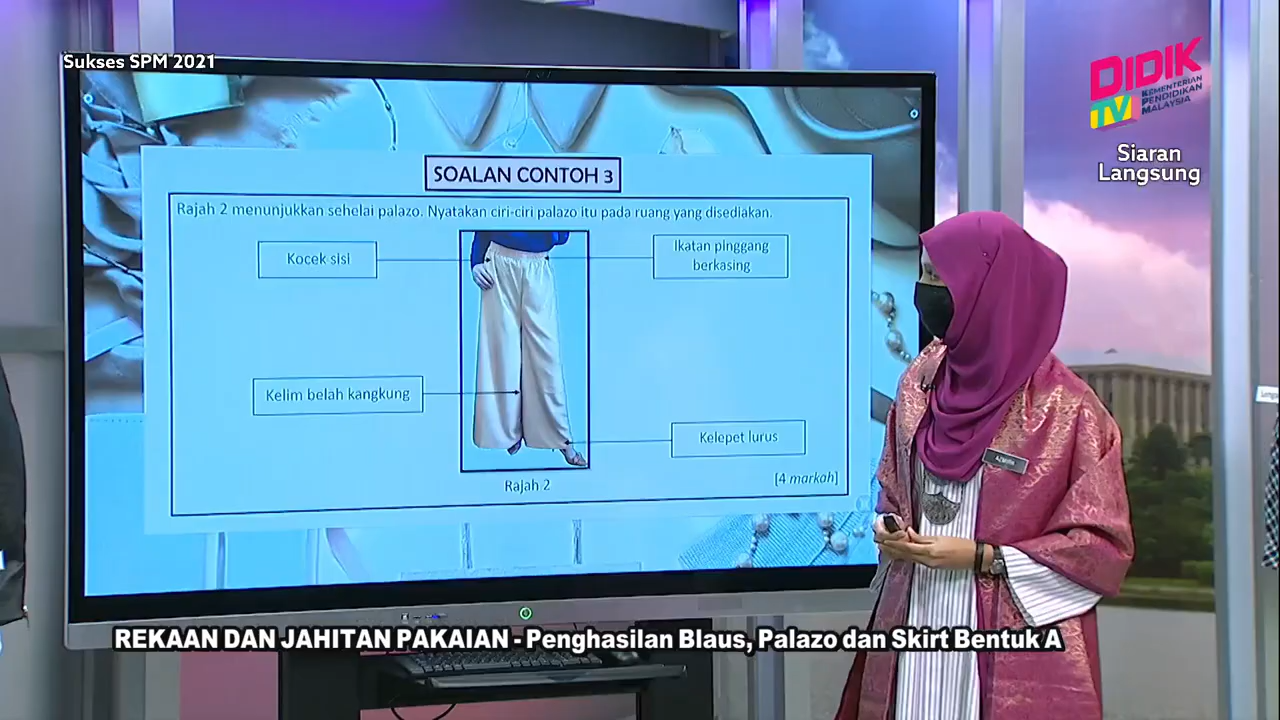 Sukses SPM 2021
DIDIK
TV
KEMENTERIAN
PENDIDIKAN
MALAYSIA
Siaran
Langsung
SOALAN CONTOH 3
Rajah 2 menunjukkan sehelai palazo. Nyatakan ciri-ciri palazo itu pada ruang yang disediakan.
Kocek sisi
Ikatan pinggang
berkasing
Kelim belah kangkung
Kelepet lurus
Rajah 2
[4 markah]
REKAAN DAN JAHITAN PAKAIAN - Penghasilan Blaus, Palazo dan Skirt Bentuk A